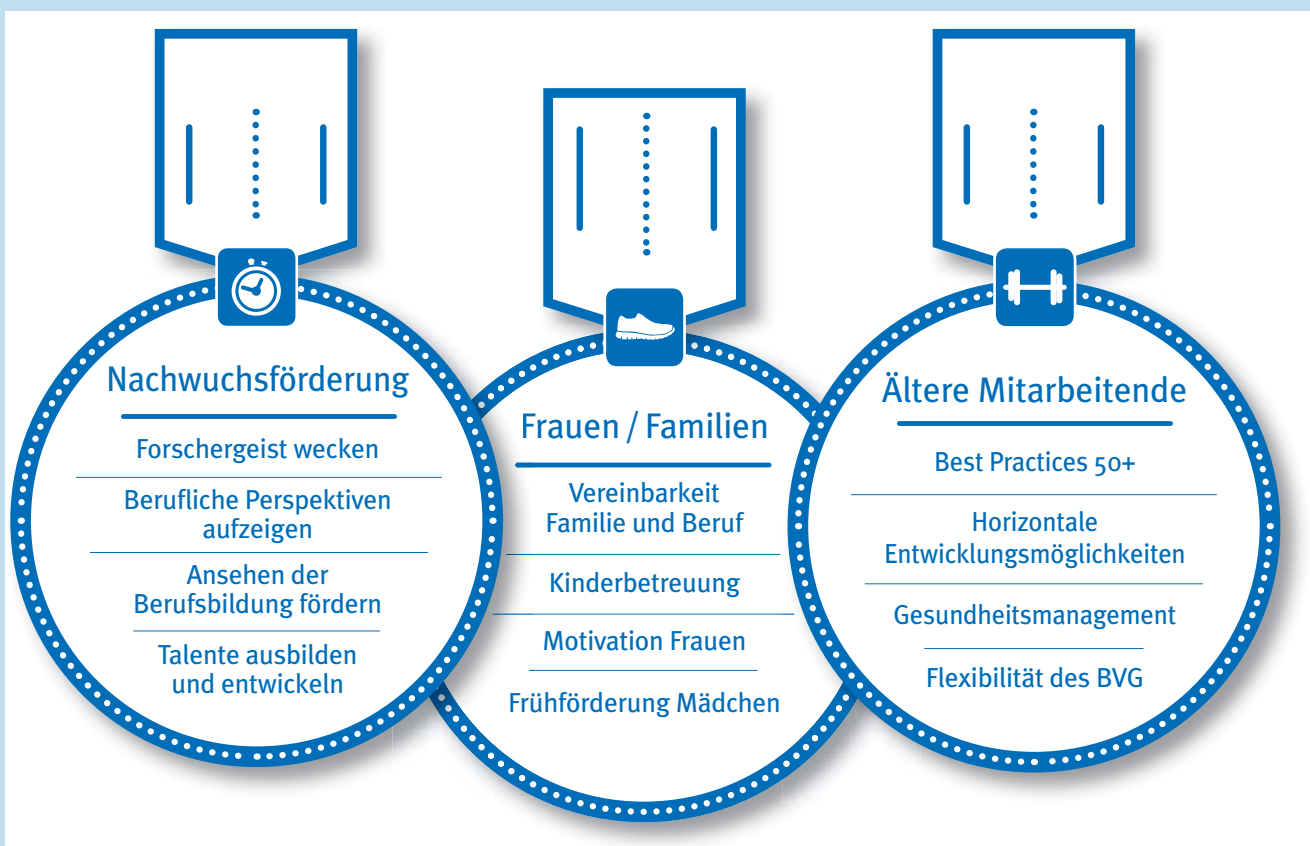 Nachwuchsförderung
Forschergeist wecken
Berufliche Perspektiven
aufzeigen
Ansehen der
Berufsbildung fördern
Talente ausbilden
und entwickeln
Frauen / Familien
Vereinbarkeit
Familie und Beruf
Kinderbetreuung
Motivation Frauen
Frühförderung Mädchen
Ältere Mitarbeitende
Best Practices 50+
Horizontale
Entwicklungsmöglichkeiten
Gesundheitsmanagement
Flexibilität des BVG